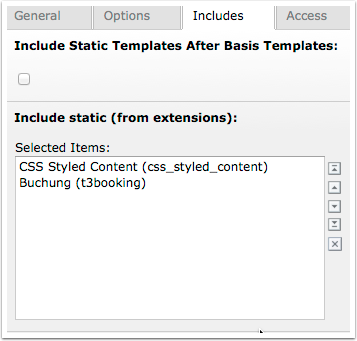 General Options Includes Access
Include Static Templates After Basis Templates:
Include static (from extensions):
Selected Items:
CSS Styled Content (css_styled_content)
Buchung (t3booking)